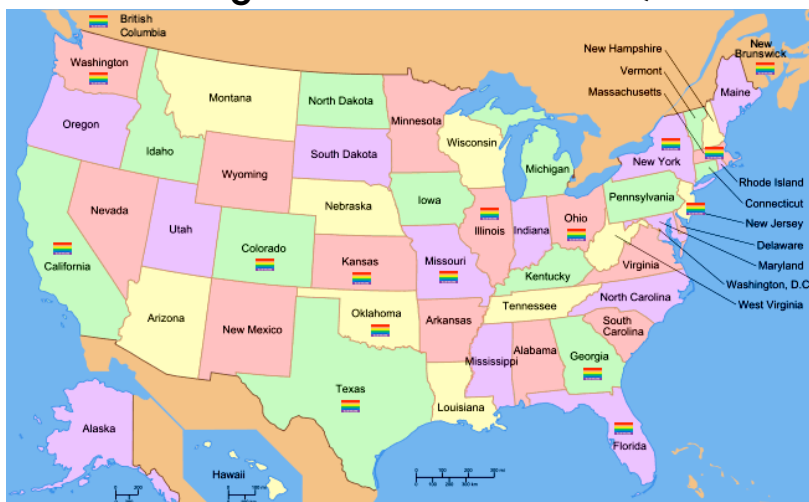 British
Columbia
Washington
Oregon
California
Nevada
Idaho
Montana
Wyoming
Utah
Arizona
Colorado
New Mexico
North Dakota
South Dakota
Nebraska
Kansas
Oklahoma
Texas
Minnesota
Iowa
Missouri
Arkansas
Louisiana
Wisconsin
Illinois
Michigan
Indiana
Ohio
Kentucky
Tennessee
Mississippi
Alabama
Georgia
Florida
South
Carolina
North Carolina
Virginia
Pennsylvania
New York
Maine
New
Brunswick
New Hampshire
Vermont
Massachusetts
Rhode Island
Connecticut
New Jersey
Delaware
Maryland
Washington, D.C
West Virginia
Alaska
Hawaii